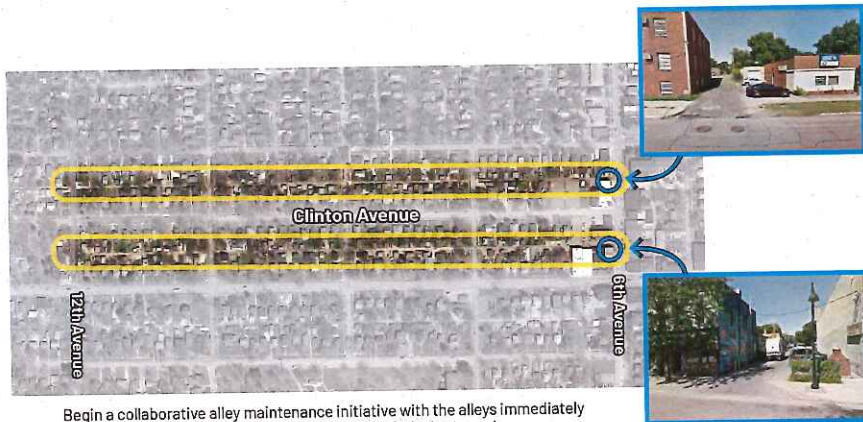 Clinton Avenue
12th Avenue
6th Avenue
Begin a collaborative alley maintenance initiative with the alleys immediately